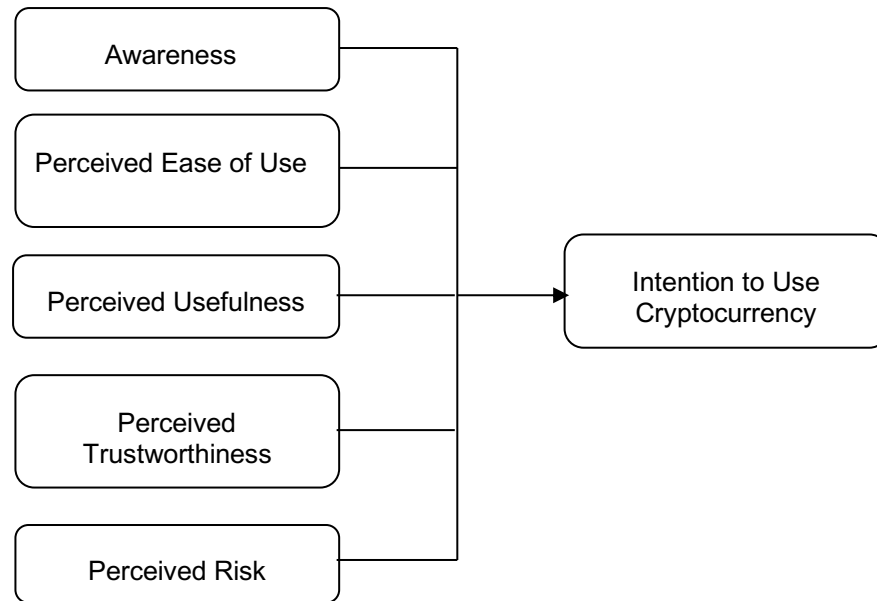 Awareness
Perceived Ease of Use
Perceived Usefulness
Intention to Use
Cryptocurrency
Perceived
Trustworthiness
Perceived Risk